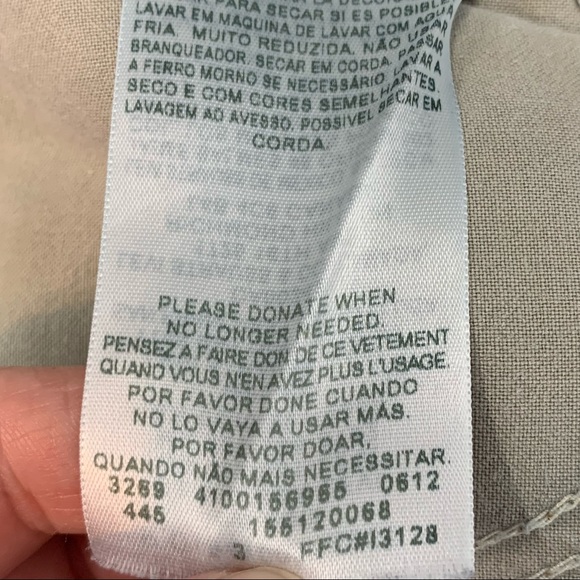 PARA SECAR SI ES POSIBLE
LAVAR EM MAQUINA DE LAVAR COM AGUA
FRIA. MUITO REDUZIDA. NÃO USAR
BRANQUEADOR. SECAR EM CORDA. PASSAR
A FERRO MORNO SE NECESSÁRIO. LAVAR A
SECO E COM CORES SEMELHANTES.
LAVAGEM AO AVESSO. POSSIVEL SECAR EM
CORDA.
PLEASE DONATE WHEN
NO LONGER NEEDED.
PENSEZ A FAIRE DON DE CE VETEMENT
QUAND VOUS N'EN AVEZ PLUS L'USAGE.
POR FAVOR DONE CUANDO
NO LO VAYA A USAR MÁS.
POR FAVOR DOAR,
QUANDO NÃO MAIS NECESSITAR.
3269 4100156965 0612
445 155120068
3 FFC#I3128